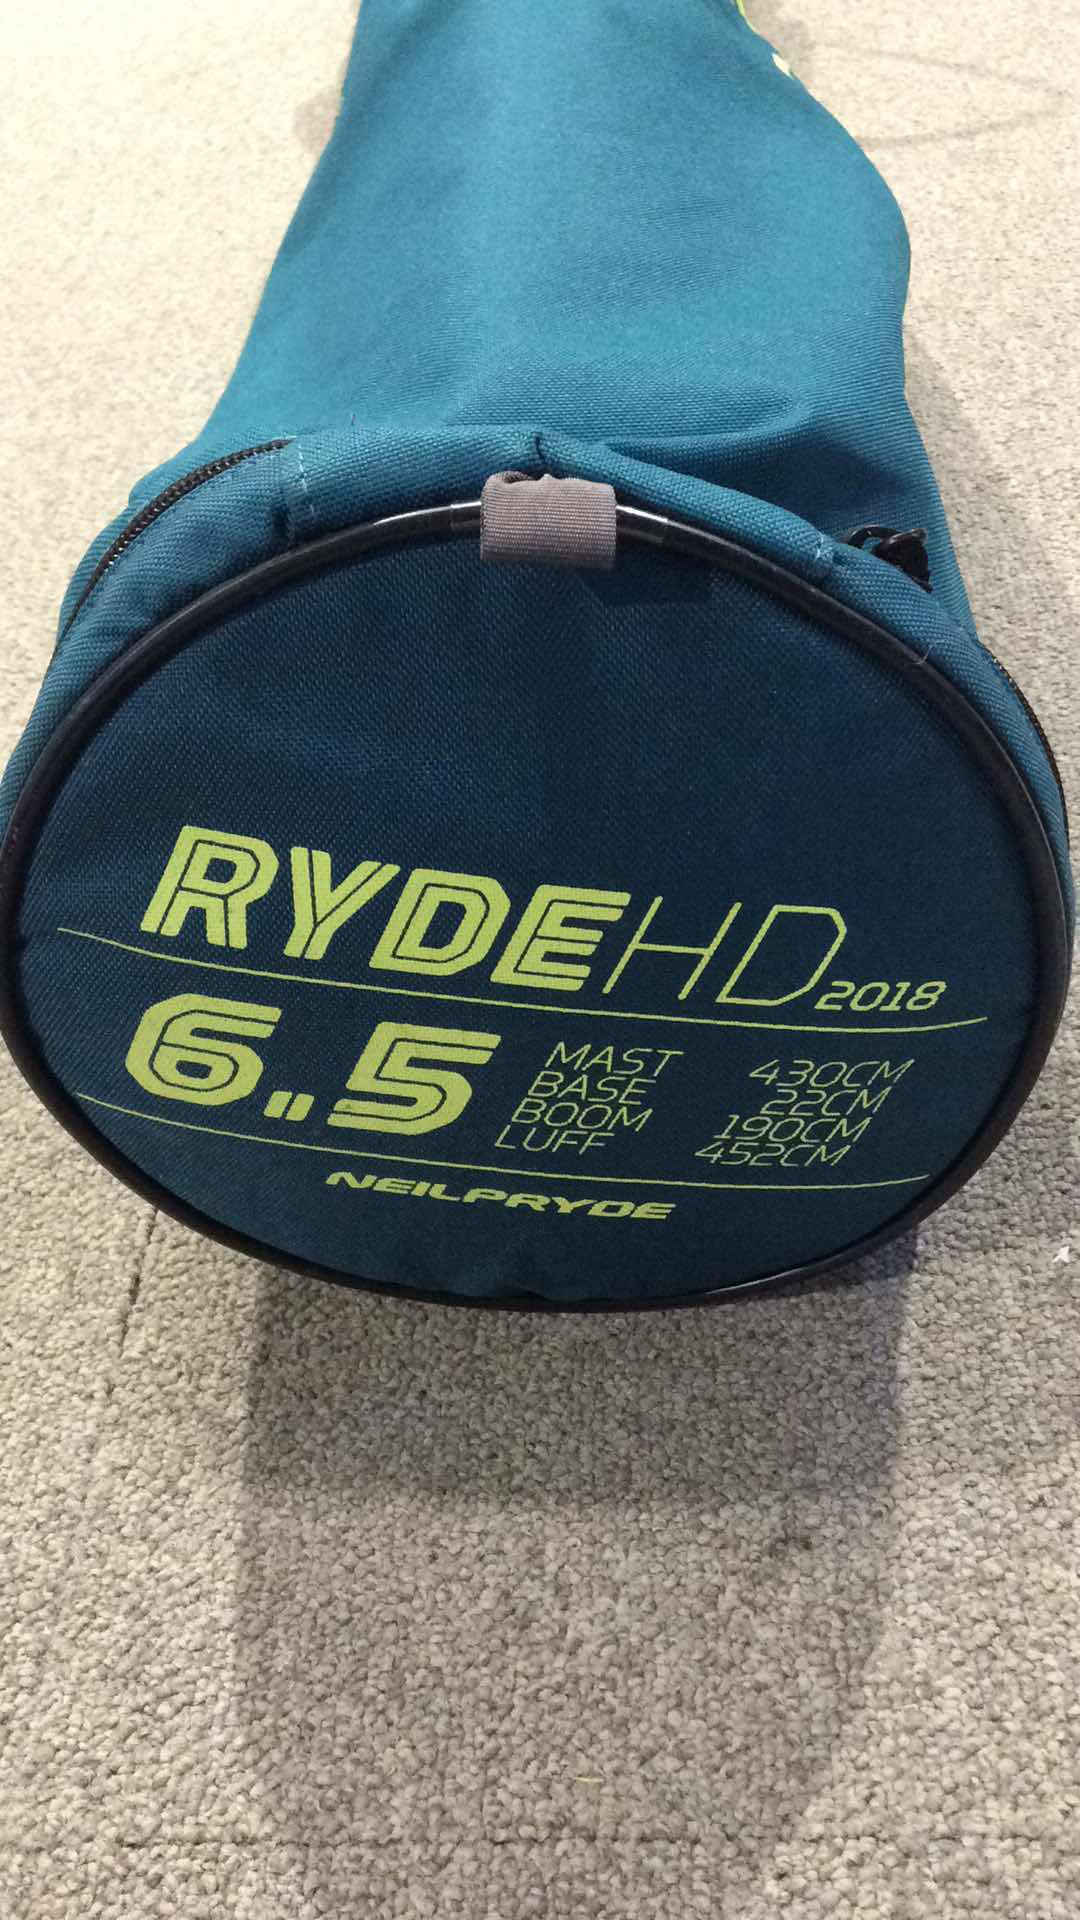 RYDEHD2018
6.5
MAST 430CM
BASE 22CM
BOOM 190CM
LUFF 452CM
NEILPRYDE